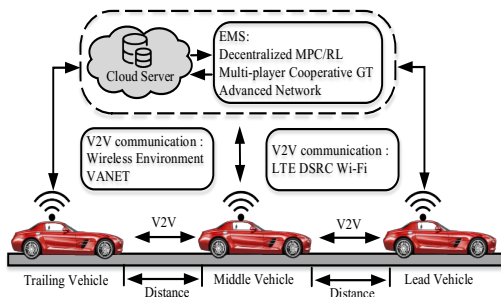 Cloud Server
EMS:
Decentralized MPC/RL
Multi-player Cooperative GT
Advanced Network
V2V communication :
Wireless Environment
VANET
V2V communication :
LTE DSRC Wi-Fi
V2V
V2V
Trailing Vehicle
Middle Vehicle
Lead Vehicle
Distance
Distance